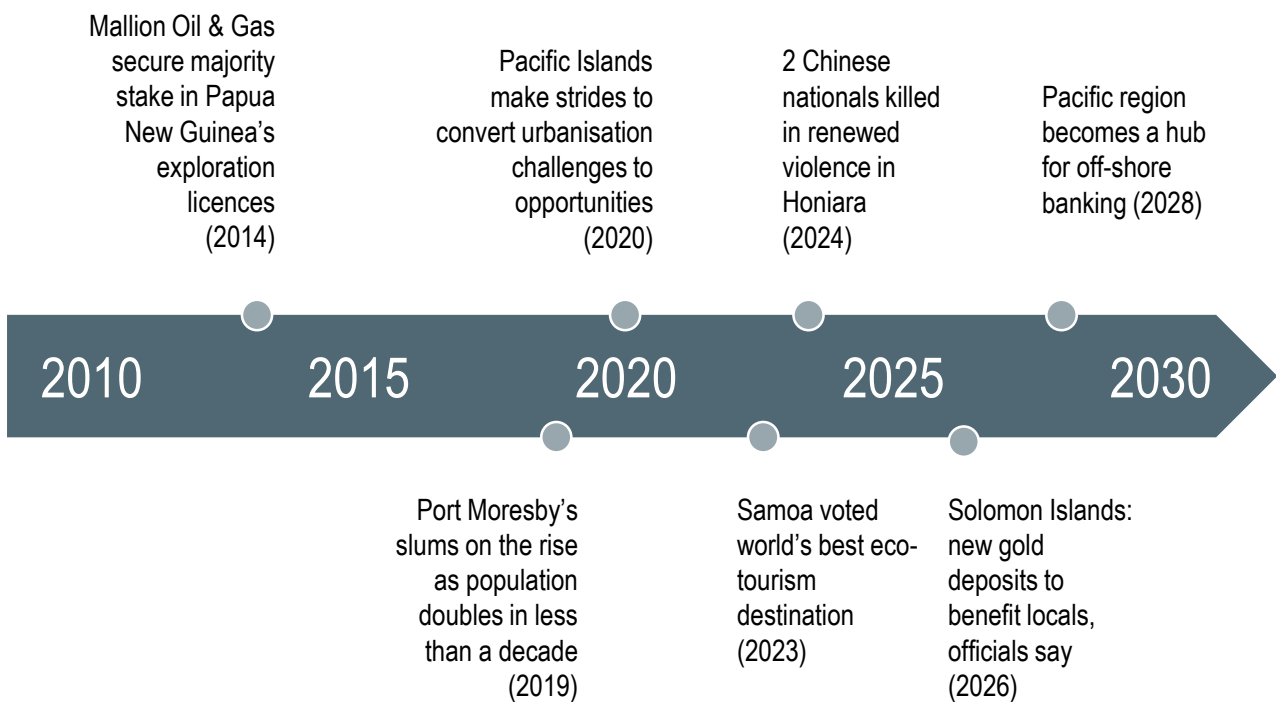 Mallion Oil & Gas
secure majority
stake in Papua
New Guinea's
exploration
licences
(2014)
Pacific Islands
make strides to
convert urbanisation
challenges to
opportunities
(2020)
2 Chinese
nationals killed
in renewed
violence in
Honiara
(2024)
Pacific region
becomes a hub
for off-shore
banking (2028)
2010
2015
2020
2025
2030
Port Moresby's
slums on the rise
as population
doubles in less
than a decade
(2019)
Samoa voted
world's best eco-
tourism
destination
(2023)
Solomon Islands:
new gold
deposits to
benefit locals,
officials say
(2026)